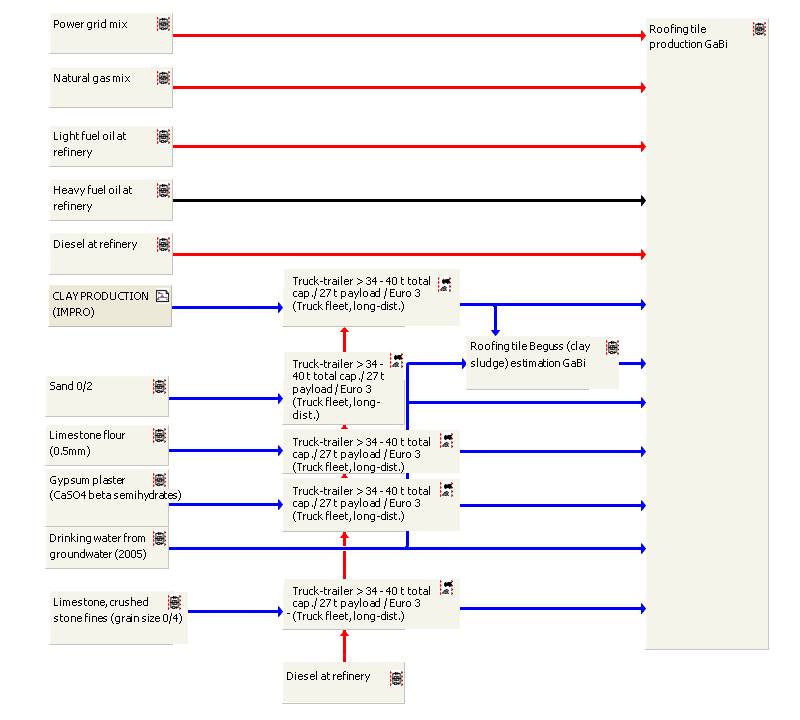 Power grid mix
Natural gas mix
Light fuel oil at
refinery
Heavy fuel oil at
refinery
Diesel at refinery
CLAY PRODUCTION
(IMPRO)
Sand 0/2
Limestone flour
(0.5mm)
Gypsum plaster
(CaSO4 beta semihydrates)
Drinking water from
groundwater (2005)
Limestone, crushed
stone fines (grain size 0/4)
Truck-trailer > 34 - 40 t total
cap./ 27 t payload / Euro 3
(Truck fleet, long-dist.)
Truck-trailer > 34 -
40 t total cap./ 27 t
payload / Euro 3
(Truck fleet, long-
dist.)
Truck-trailer > 34 - 40 t total
cap./ 27 t payload / Euro 3
(Truck fleet, long-dist.)
Truck-trailer > 34 - 40 t total
cap./ 27 t payload / Euro 3
(Truck fleet, long-dist.)
Truck-trailer > 34 - 40 t total
cap./ 27 t payload / Euro 3
(Truck fleet, long-dist.)
Diesel at refinery
Roofing tile Beguss (clay
sludge) estimation GaBi
Roofing tile
production GaBi